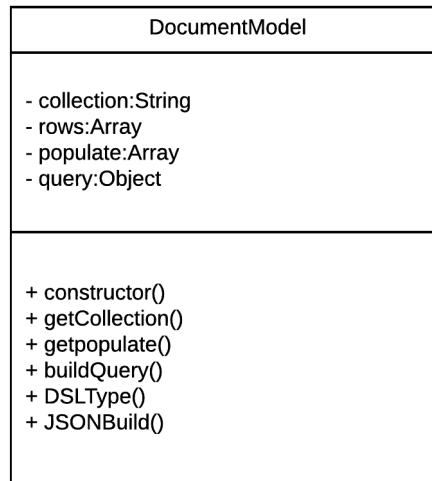 DocumentModel
- collection:String
- rows:Array
- populate:Array
- query:Object
+ constructor()
+ getCollection()
+ getpopulate()
+ buildQuery()
+ DSLType()
+ JSONBuild()